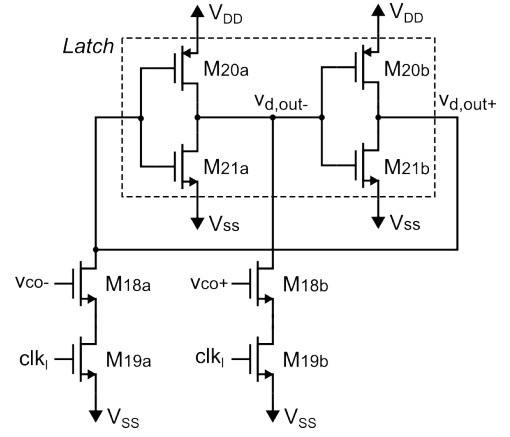 VDD VDD
Latch
M20a M20b
vd,out- vd,out+
M21a M21b
VSS VSS
vco- M18a vco+ M18b
clkl M19a clkl M19b
VSS VSS